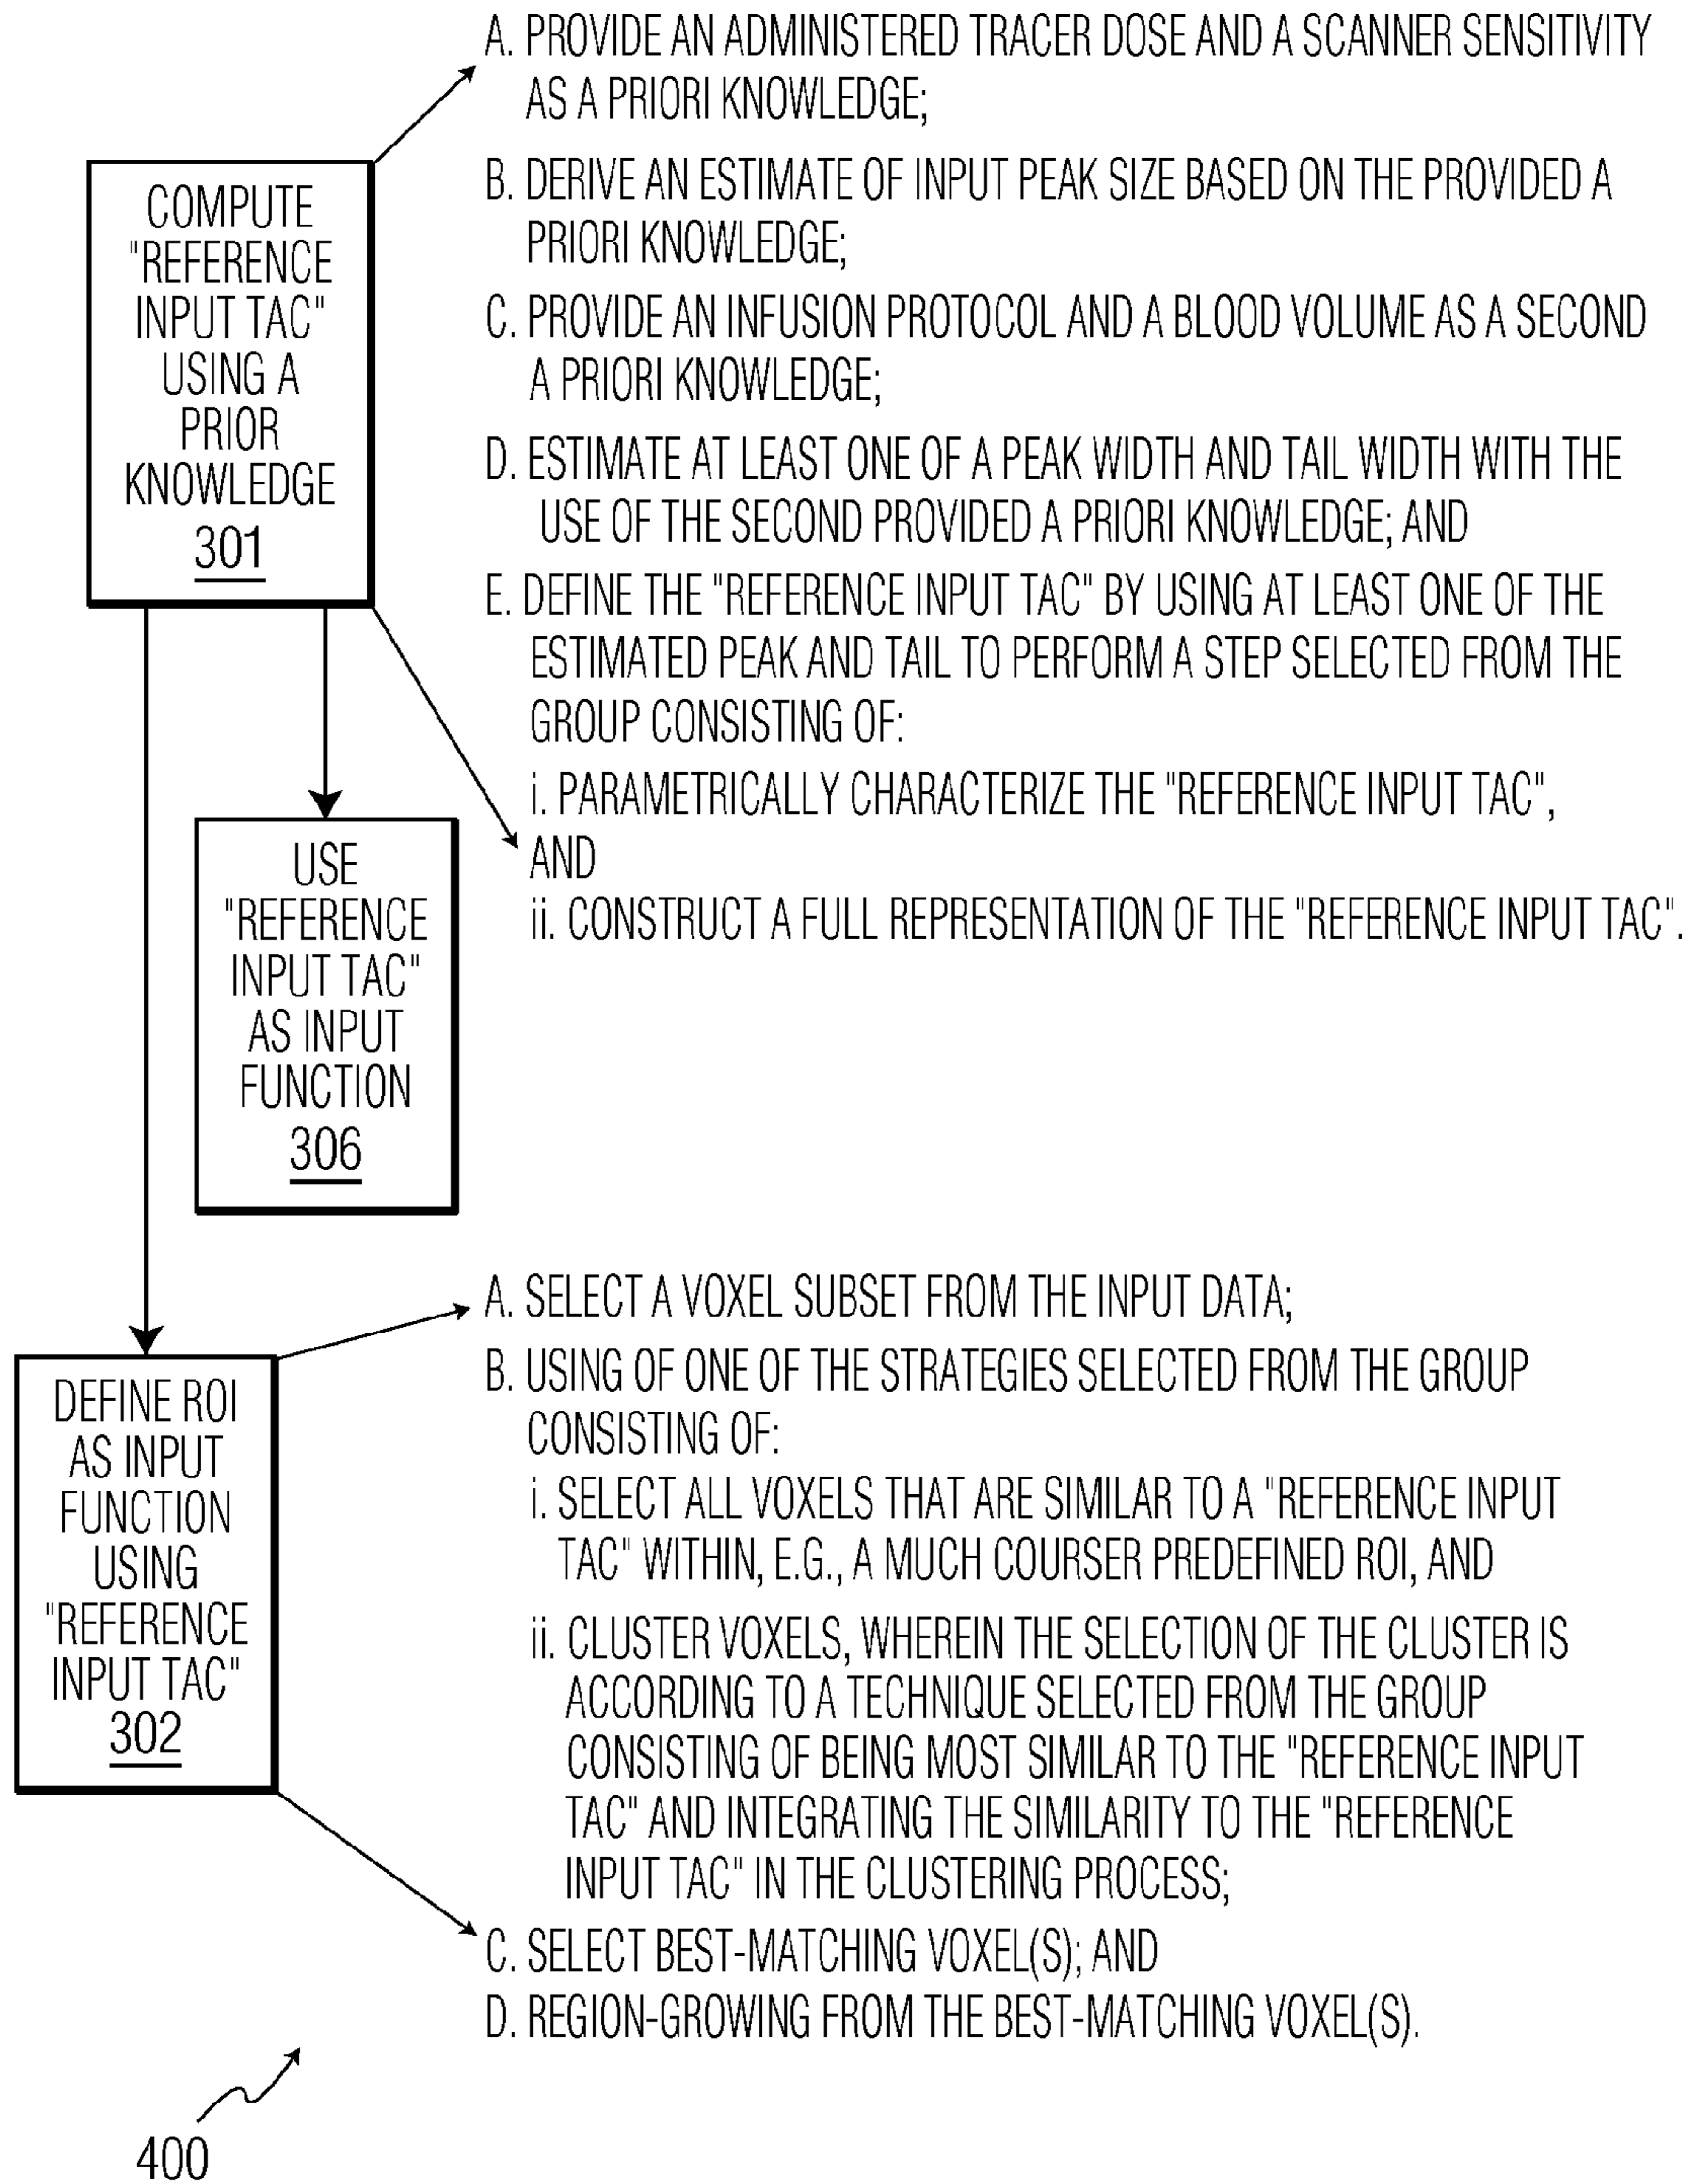 COMPUTE
"REFERENCE
INPUT TAC"
USING A
PRIOR
KNOWLEDGE
301
A. PROVIDE AN ADMINISTERED TRACER DOSE AND A SCANNER SENSITIVITY
AS A PRIORI KNOWLEDGE;
B. DERIVE AN ESTIMATE OF INPUT PEAK SIZE BASED ON THE PROVIDED A
PRIORI KNOWLEDGE;
C. PROVIDE AN INFUSION PROTOCOL AND A BLOOD VOLUME AS A SECOND
A PRIORI KNOWLEDGE;
D. ESTIMATE AT LEAST ONE OF A PEAK WIDTH AND TAIL WIDTH WITH THE
USE OF THE SECOND PROVIDED A PRIORI KNOWLEDGE; AND
E. DEFINE THE "REFERENCE INPUT TAC" BY USING AT LEAST ONE OF THE
ESTIMATED PEAK AND TAIL TO PERFORM A STEP SELECTED FROM THE
GROUP CONSISTING OF:
i. PARAMETRICALLY CHARACTERIZE THE "REFERENCE INPUT TAC",
AND
ii. CONSTRUCT A FULL REPRESENTATION OF THE "REFERENCE INPUT TAC".
USE
"REFERENCE
INPUT TAC"
AS INPUT
FUNCTION
306
DEFINE ROI
AS INPUT
FUNCTION
USING
"REFERENCE
INPUT TAC"
302
A. SELECT A VOXEL SUBSET FROM THE INPUT DATA;
B. USING OF ONE OF THE STRATEGIES SELECTED FROM THE GROUP
CONSISTING OF:
i. SELECT ALL VOXELS THAT ARE SIMILAR TO A "REFERENCE INPUT
TAC" WITHIN, E.G., A MUCH COURSER PREDEFINED ROI, AND
ii. CLUSTER VOXELS, WHEREIN THE SELECTION OF THE CLUSTER IS
ACCORDING TO A TECHNIQUE SELECTED FROM THE GROUP
CONSISTING OF BEING MOST SIMILAR TO THE "REFERENCE INPUT
TAC" AND INTEGRATING THE SIMILARITY TO THE "REFERENCE
INPUT TAC" IN THE CLUSTERING PROCESS;
C. SELECT BEST-MATCHING VOXEL(S); AND
D. REGION-GROWING FROM THE BEST-MATCHING VOXEL(S).
400